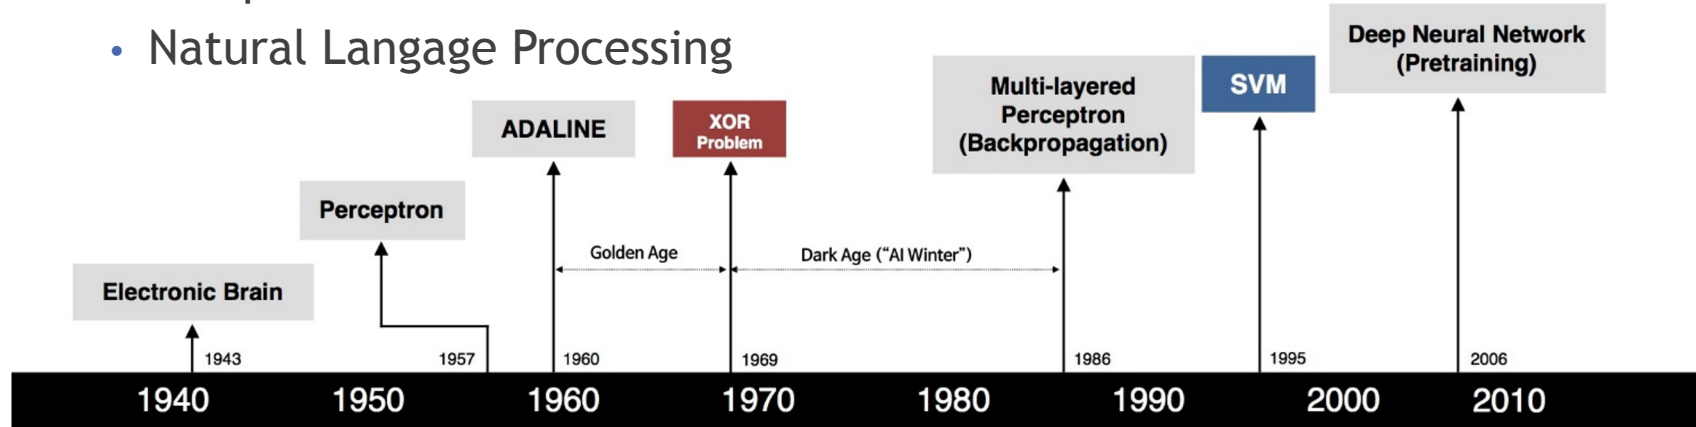 • Natural Langage Processing
Deep Neural Network
(Pretraining)
Multi-layered
Perceptron
(Backpropagation)
SVM
ADALINE
XOR
Problem
Perceptron
Golden Age
Dark Age ("AI Winter")
Electronic Brain
1943
1957
1960
1969
1986
1995
2006
1940 1950 1960 1970 1980 1990 2000 2010